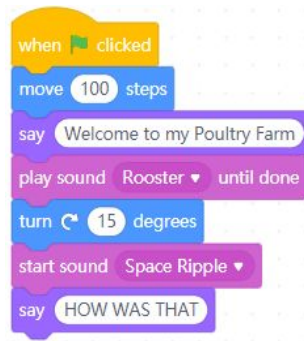 when clicked
move 100 steps
say Welcome to my Poultry Farm
play sound Rooster until done
turn 15 degrees
start sound Space Ripple
say HOW WAS THAT